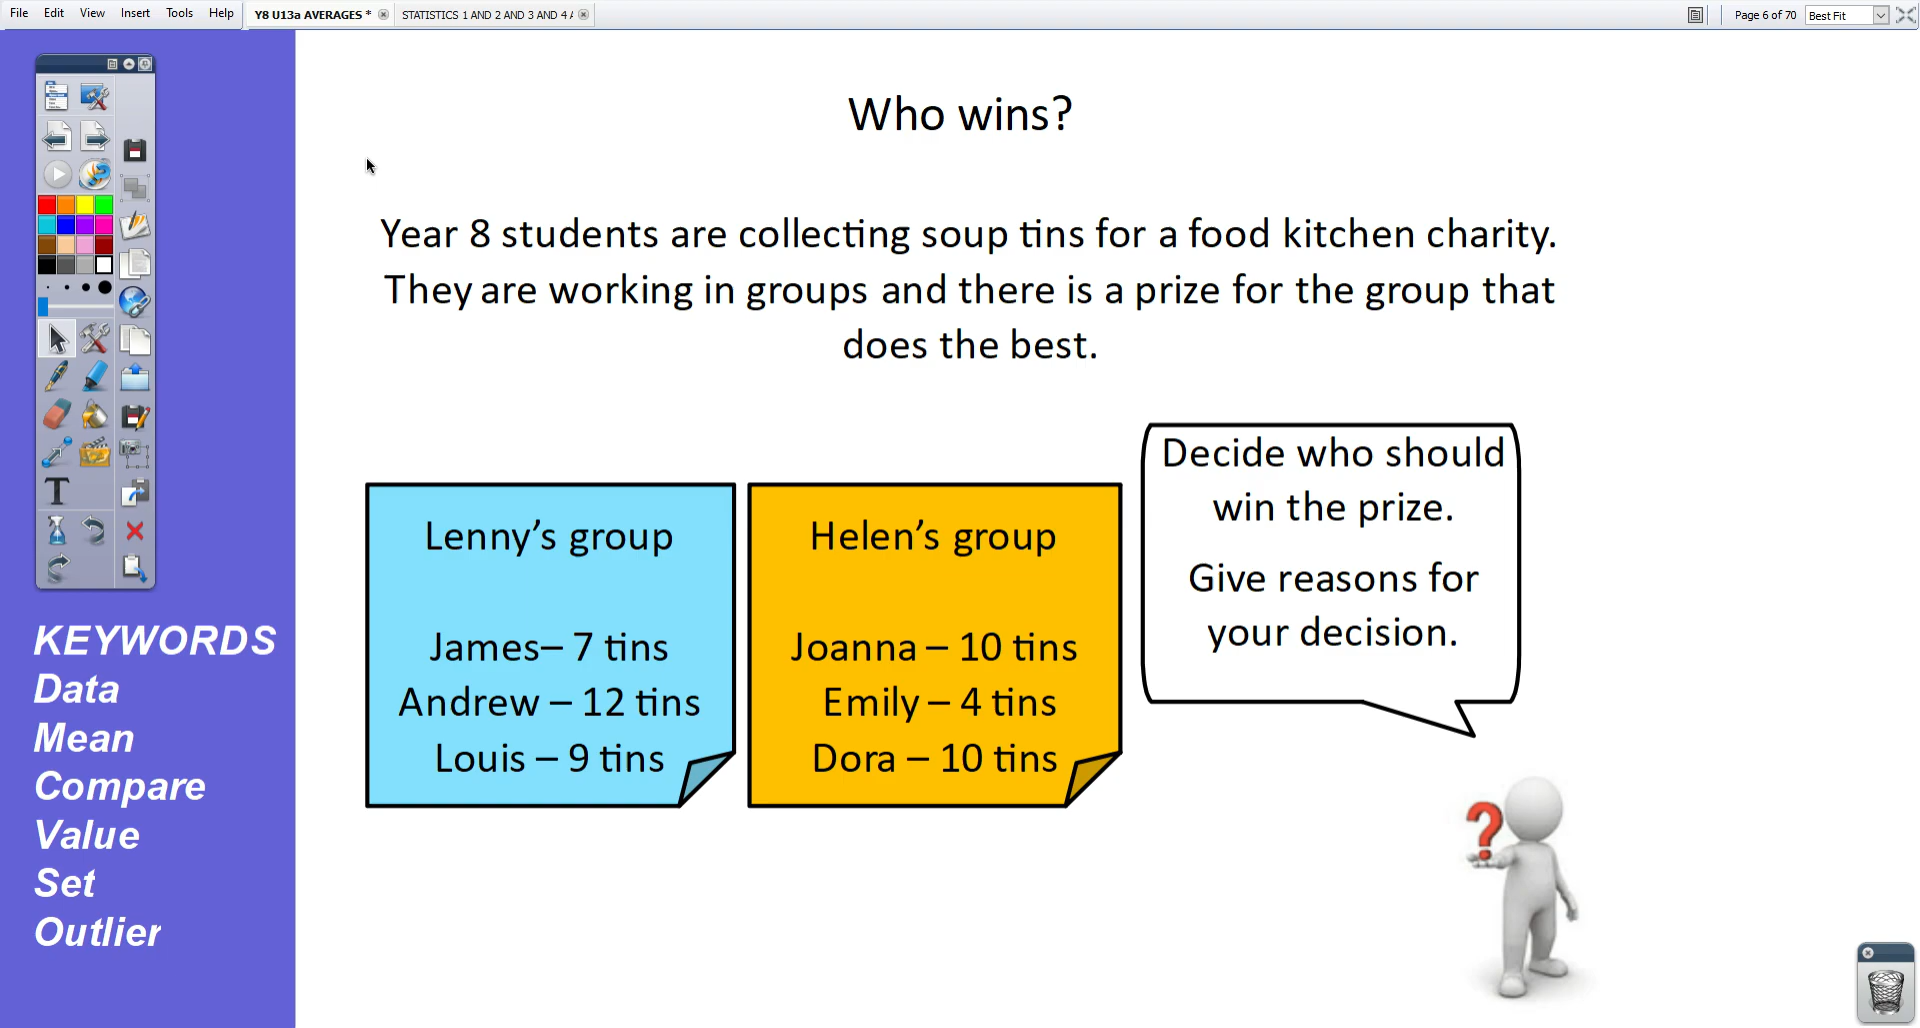 File Edit View Insert Tools Help
Y8 U13a AVERAGES *
STATISTICS 1 AND 2 AND 3 AND 4
Page 6 of 70
Best Fit
Who wins?
Year 8 students are collecting soup tins for a food kitchen charity.
They are working in groups and there is a prize for the group that
does the best.
Lenny’s group
James– 7 tins
Andrew – 12 tins
Louis – 9 tins
Helen’s group
Joanna – 10 tins
Emily – 4 tins
Dora – 10 tins
Decide who should
win the prize.
Give reasons for
your decision.
?
T
KEYWORDS
Data
Mean
Compare
Value
Set
Outlier